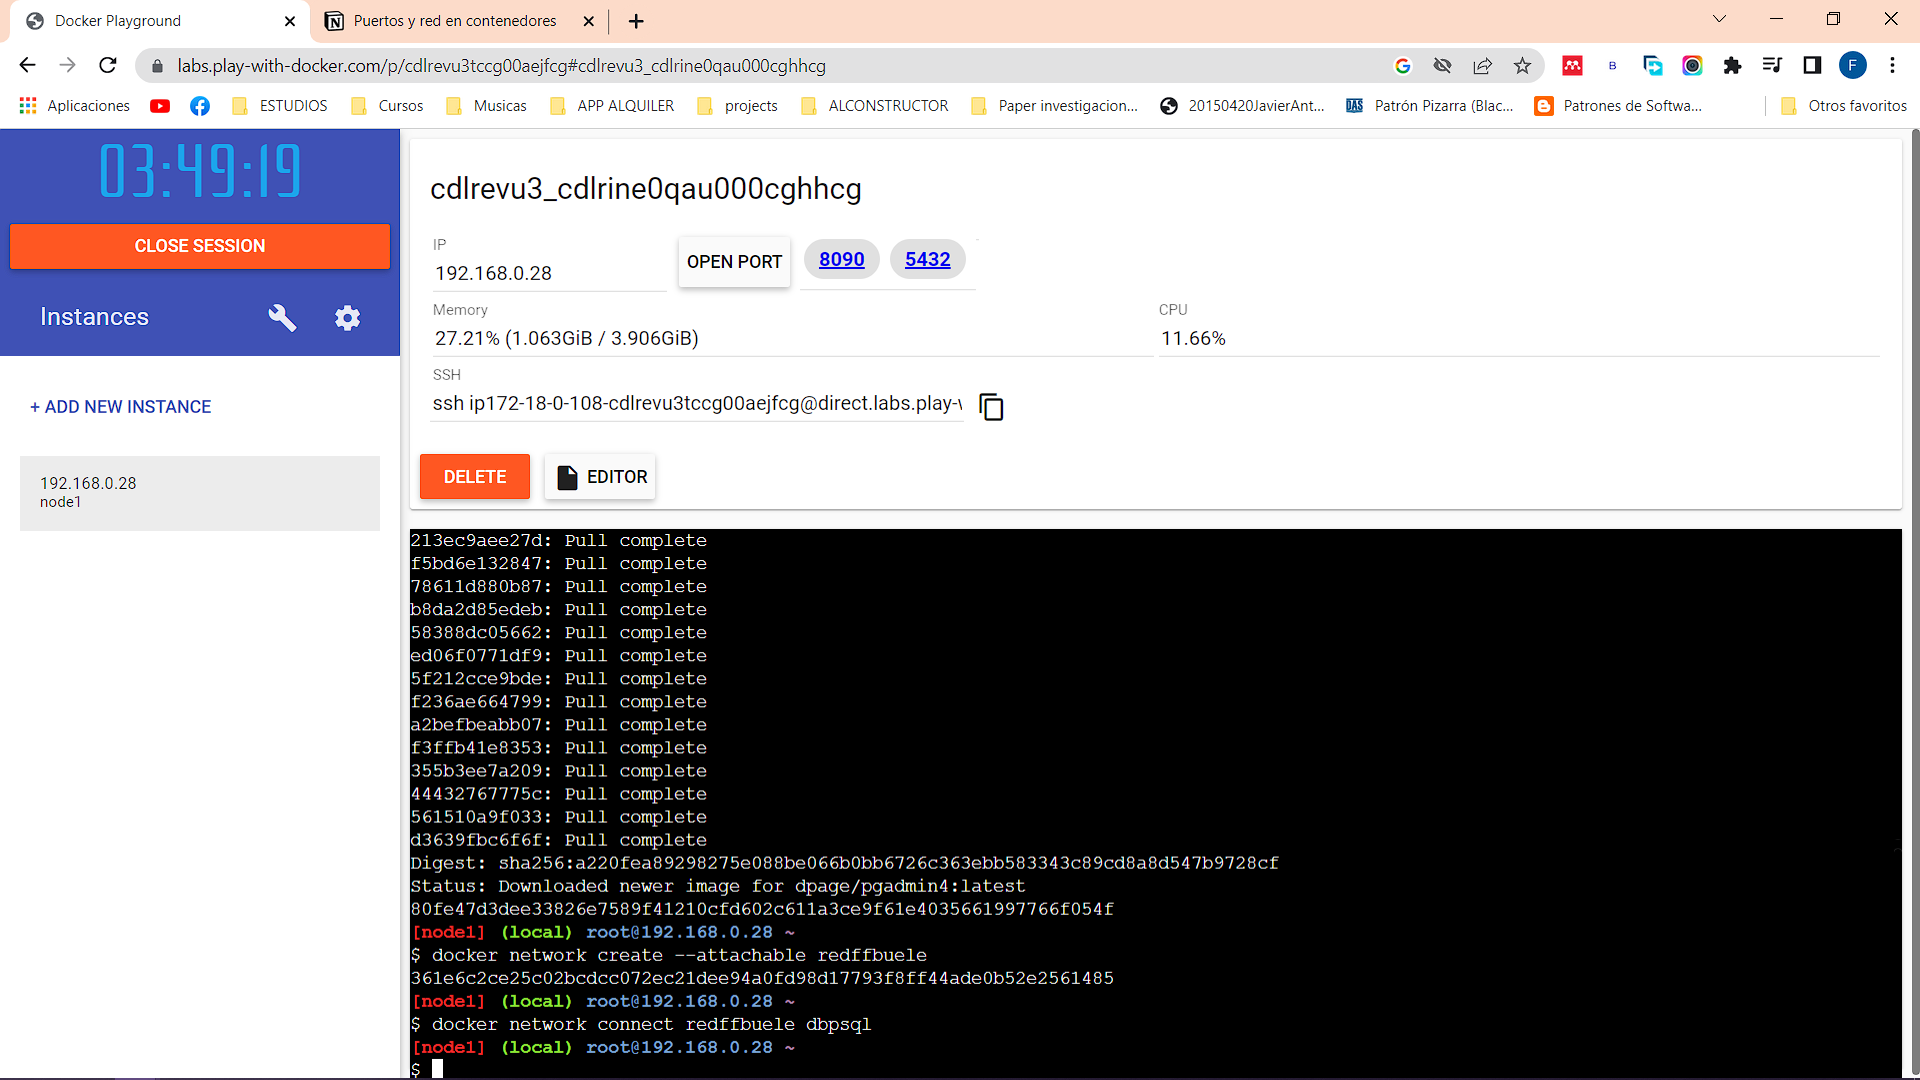 Docker Playground
Puertos y red en contenedores
labs.play-with-docker.com/p/cdlrevu3tccg00aejfcg#cdlrevu3_cdlrine0qau000cghhcg
F
Aplicaciones
ESTUDIOS
Cursos
Musicas
APP ALQUILER
projects
ALCONSTRUCTOR
Paper investigacion...
20150420JavierAnt...
Patrón Pizarra (Blac...
Patrones de Softwa...
Otros favoritos
03:49:19
CLOSE SESSION
Instances
+ ADD NEW INSTANCE
192.168.0.28
node1
cdlrevu3_cdlrine0qau000cghhcg
IP
192.168.0.28
OPEN PORT
8090
5432
Memory
27.21% (1.063GiB / 3.906GiB)
CPU
11.66%
SSH
ssh ip172-18-0-108-cdlrevu3tccg00aejfcg@direct.labs.play-
DELETE
EDITOR
213ec9aee27d: Pull complete
f5bd6e132847: Pull complete
78611d880b87: Pull complete
b8da2d85edeb: Pull complete
58388dc05662: Pull complete
ed06f0771df9: Pull complete
5f212cce9bde: Pull complete
f236ae664799: Pull complete
a2befbeabb07: Pull complete
f3ffb41e8353: Pull complete
355b3ee7a209: Pull complete
44432767775c: Pull complete
561510a9f033: Pull complete
d3639fbc6f6f: Pull complete
Digest: sha256:a220fea89298275e088be066b0bb6726c363ebb583343c89cd8a8d547b9728cf
Status: Downloaded newer image for dpage/pgadmin4:latest
80fe47d3dee33826e7589f41210cfd602c611a3ce9f61e4035661997766f054f
[node1] (local) root@192.168.0.28 ~
$ docker network create --attachable redffbuele
361e6c2ce25c02bcdcc072ec21dee94a0fd98d17793f8ff44ade0b52e2561485
[node1] (local) root@192.168.0.28 ~
$ docker network connect redffbuele dbpsql
[node1] (local) root@192.168.0.28 ~
$